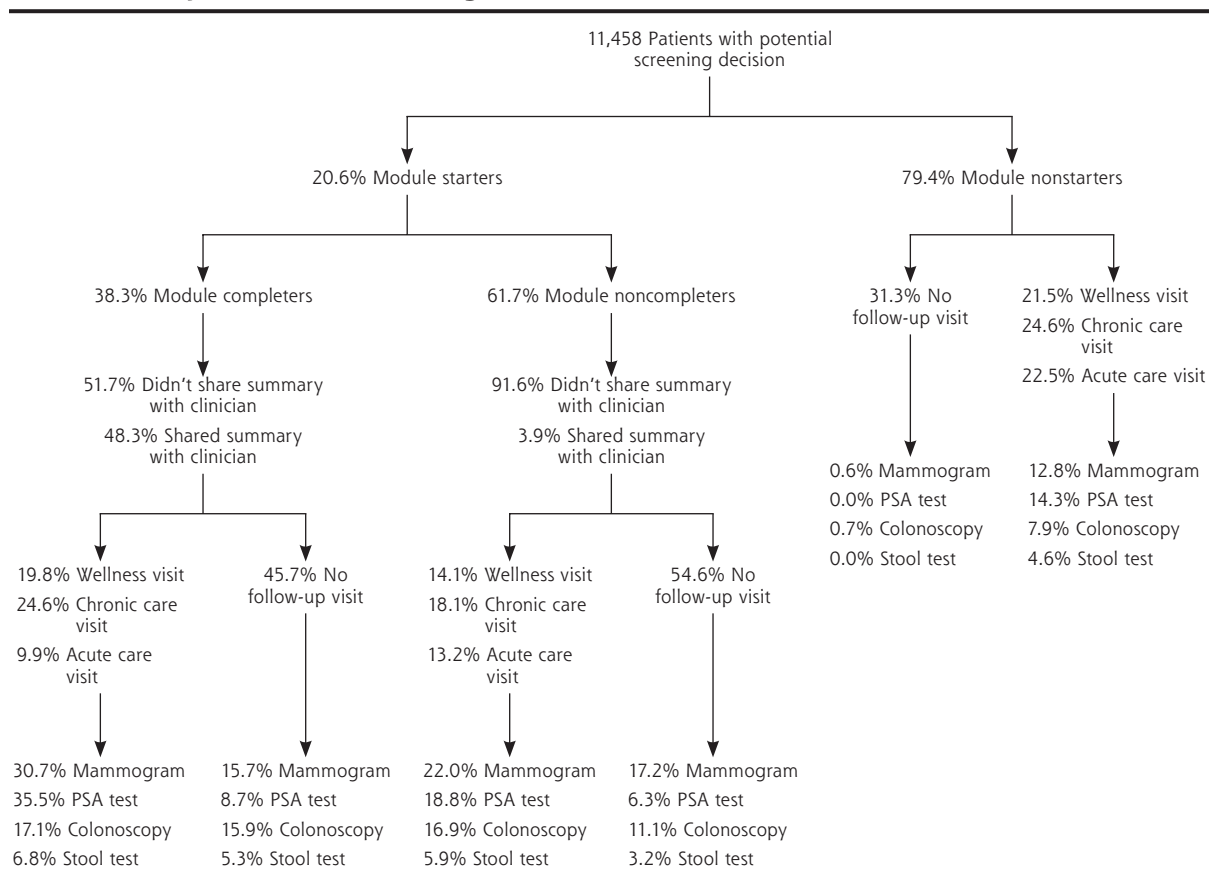 11,458 Patients with potential
screening decision
20.6% Module starters
79.4% Module nonstarters
38.3% Module completers
61.7% Module noncompleters
31.3% No
follow-up visit
21.5% Wellness visit
24.6% Chronic care
visit
22.5% Acute care visit
51.7% Didn't share summary
with clinician
48.3% Shared summary
with clinician
91.6% Didn't share summary
with clinician
3.9% Shared summary
with clinician
0.6% Mammogram
0.0% PSA test
0.7% Colonoscopy
0.0% Stool test
12.8% Mammogram
14.3% PSA test
7.9% Colonoscopy
4.6% Stool test
19.8% Wellness visit
24.6% Chronic care
visit
9.9% Acute care
visit
45.7% No
follow-up visit
14.1% Wellness visit
18.1% Chronic care
visit
13.2% Acute care
visit
54.6% No
follow-up visit
30.7% Mammogram
35.5% PSA test
17.1% Colonoscopy
6.8% Stool test
15.7% Mammogram
8.7% PSA test
15.9% Colonoscopy
5.3% Stool test
22.0% Mammogram
18.8% PSA test
16.9% Colonoscopy
5.9% Stool test
17.2% Mammogram
6.3% PSA test
11.1% Colonoscopy
3.2% Stool test